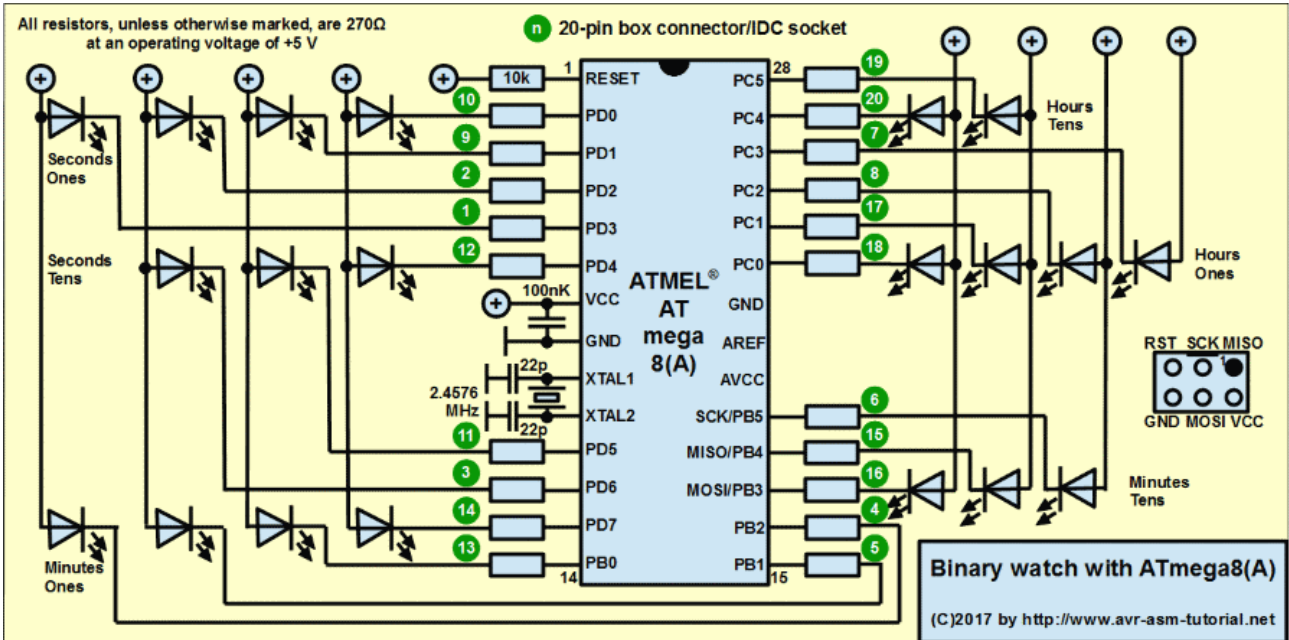 All resistors, unless otherwise marked, are 270Ω
at an operating voltage of +5 V
n 20-pin box connector/IDC socket
10k
1
RESET
PD0
PD1
PD2
PD3
PD4
VCC
GND
XTAL1
XTAL2
PD5
PD6
PD7
PB0
14
10
9
2
1
12
11
3
14
13
100nK
22p
2.4576
MHz
22p
Seconds
Ones
Seconds
Tens
Minutes
Ones
ATMEL®
AT
mega
8(A)
28
PC5
PC4
PC3
PC2
PC1
PC0
GND
AREF
AVCC
SCK/PB5
MISO/PB4
MOSI/PB3
PB2
PB1
15
19
20
7
8
17
18
6
15
16
4
5
Hours
Tens
Hours
Ones
RST SCK MISO
1
GND MOSI VCC
Minutes
Tens
Binary watch with ATmega8(A)
(C)2017 by http://www.avr-asm-tutorial.net